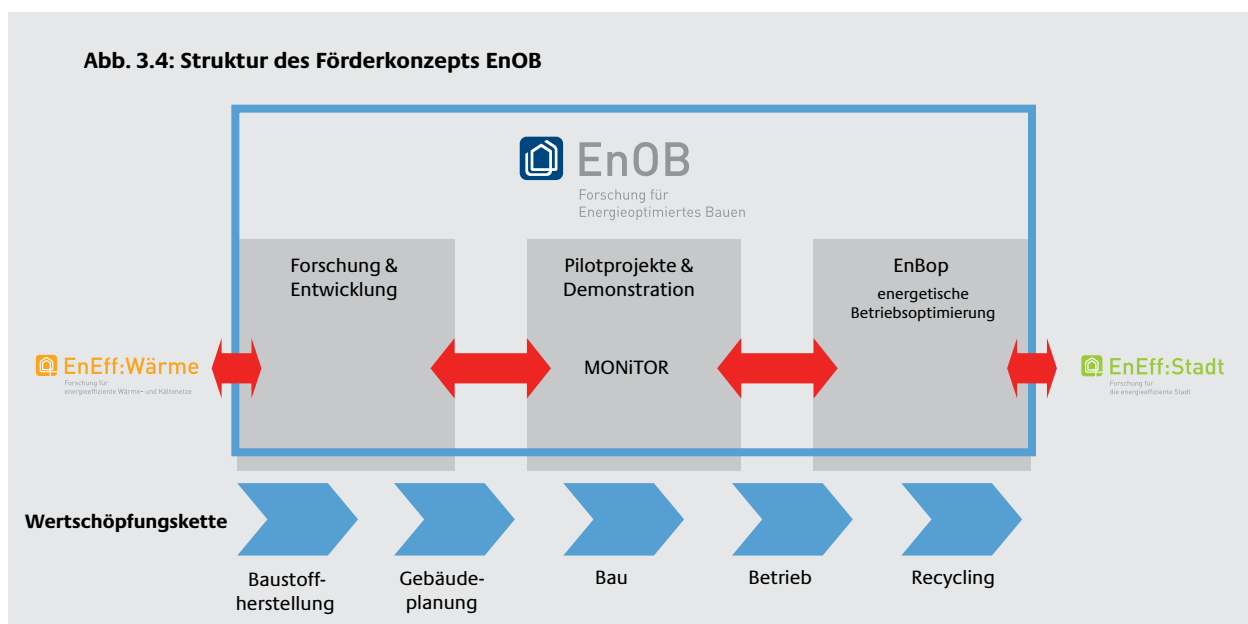 Abb. 3.4: Struktur des Förderkonzepts EnOB
EnOB
Forschung für
Energieoptimiertes Bauen
Forschung &
Entwicklung
Pilotprojekte &
Demonstration
MONiTOR
EnBop
energetische
Betriebsoptimierung
EnEff:Wärme
Forschung für
energieeffiziente Wärme- und Kältenetze
EnEff:Stadt
Forschung für
die energieeffiziente Stadt
Wertschöpfungskette
Baustoff-
herstellung
Gebäude-
planung
Bau
Betrieb
Recycling